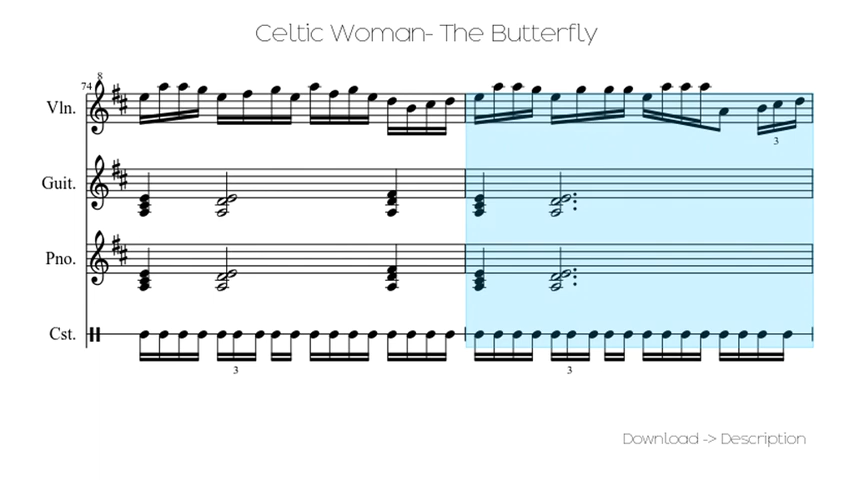 Celtic Woman- The Butterfly
74
8
Vln.
3
Guit.
Pno.
Cst.
3 3
Download -> Description